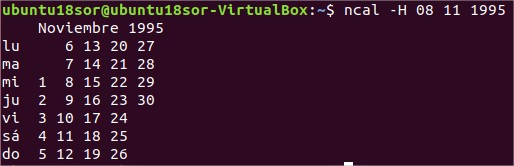 ubuntu18sor@ubuntu18sor-VirtualBox:~$ ncal -H 08 11 1995
    Noviembre 1995
lu     6 13 20 27
ma     7 14 21 28
mi  1  8 15 22 29
ju  2  9 16 23 30
vi  3 10 17 24
sá  4 11 18 25
do  5 12 19 26